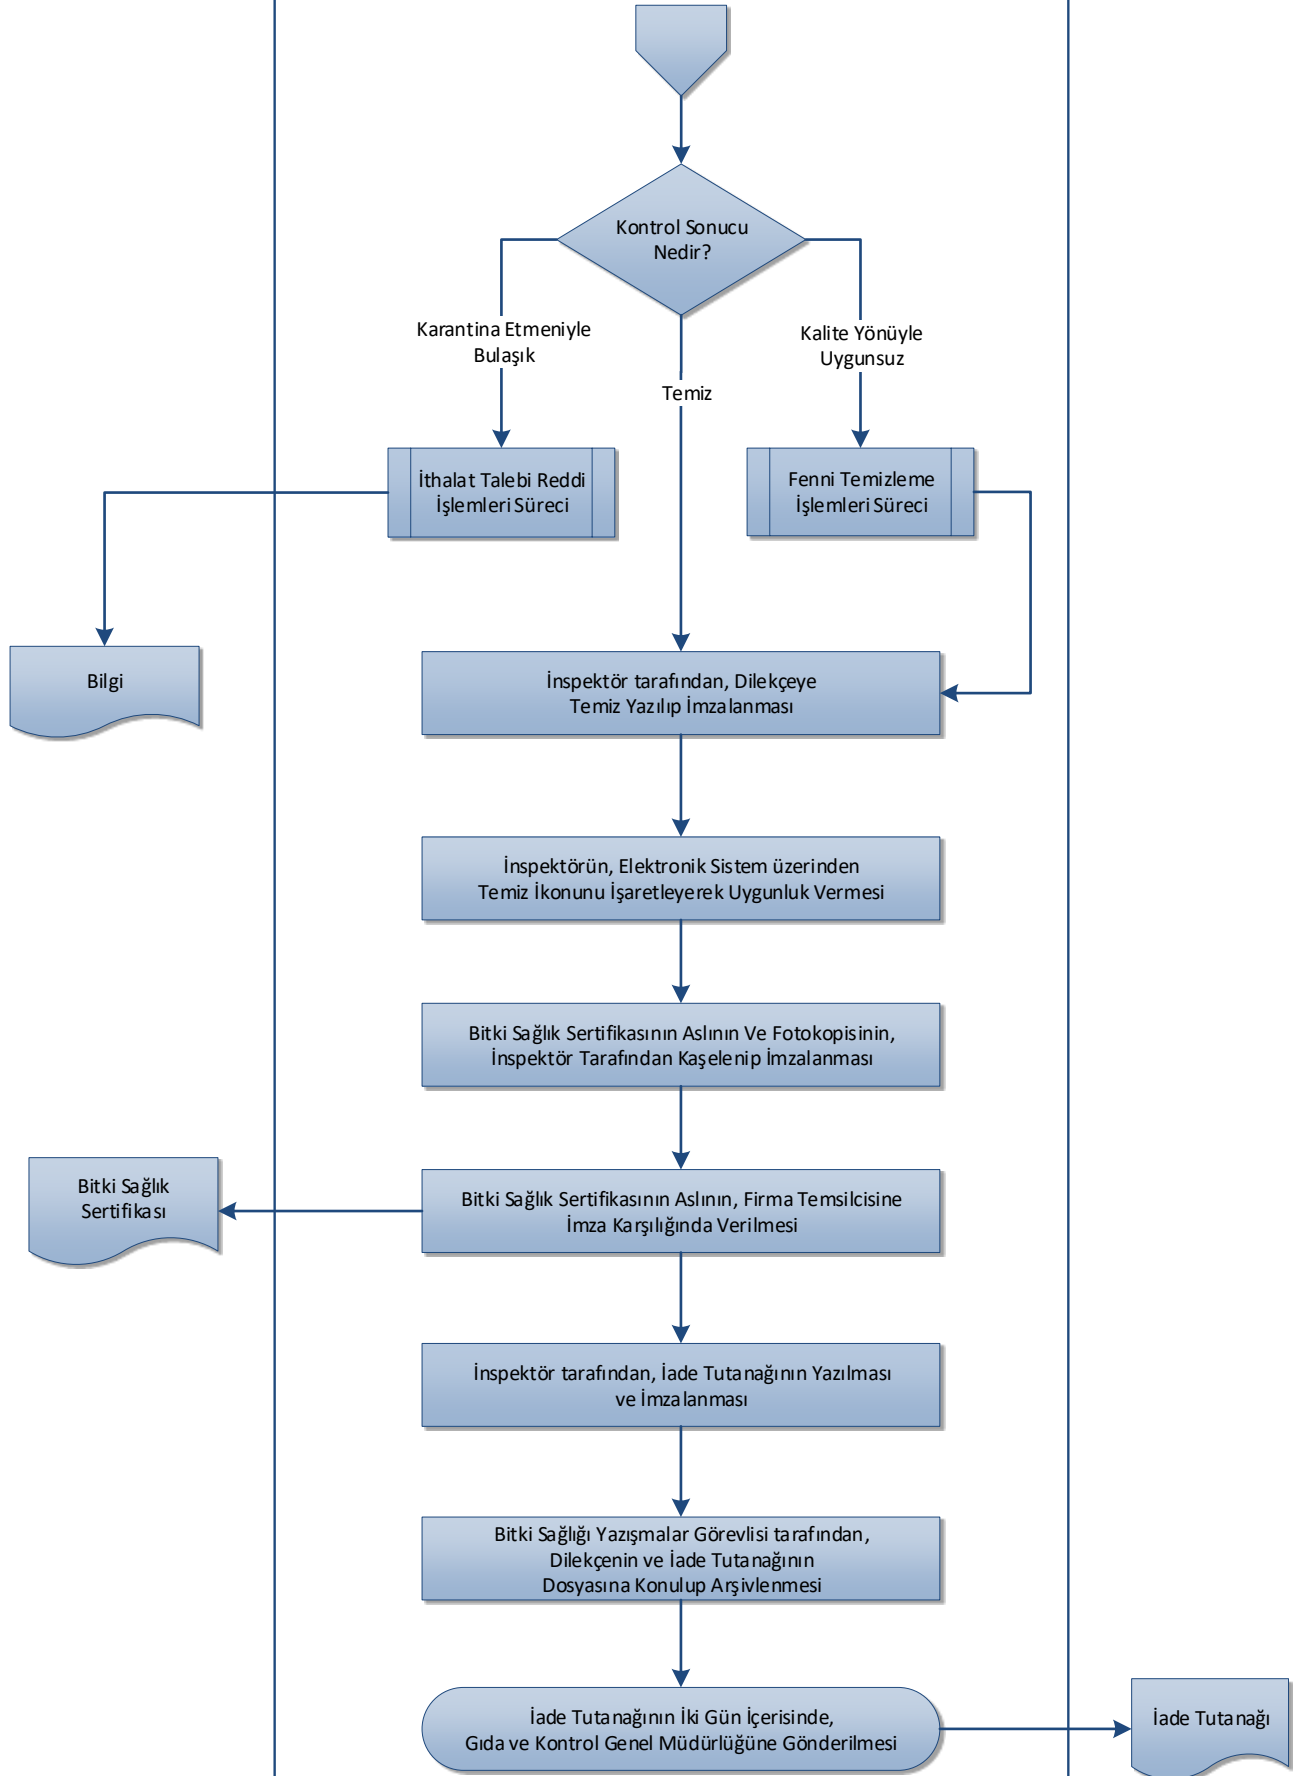 Kontrol Sonucu
Nedir?
Karantina Etmeniyle
Bulaşık
Temiz
Kalite Yönüyle
Uygunsuz
İthalat Talebi Reddi
İşlemleri Süreci
Fenni Temizleme
İşlemleri Süreci
Bilgi
İnspektör tarafından, Dilekçeye
Temiz Yazılıp İmzalanması
İnspektörün, Elektronik Sistem üzerinden
Temiz İkonunu İşaretleyerek Uygunluk Vermesi
Bitki Sağlık Sertifikasının Aslının Ve Fotokopisinin,
İnspektör Tarafından Kaşelenip İmzalanması
Bitki Sağlık
Sertifikası
Bitki Sağlık Sertifikasının Aslının, Firma Temsilcisine
İmza Karşılığında Verilmesi
İnspektör tarafından, İade Tutanağının Yazılması
ve İmzalanması
Bitki Sağlığı Yazışmalar Görevlisi tarafından,
Dilekçenin ve İade Tutanağının
Dosyasına Konulup Arşivlenmesi
İade Tutanağının İki Gün İçerisinde,
Gıda ve Kontrol Genel Müdürlüğüne Gönderilmesi
İade Tutanağı